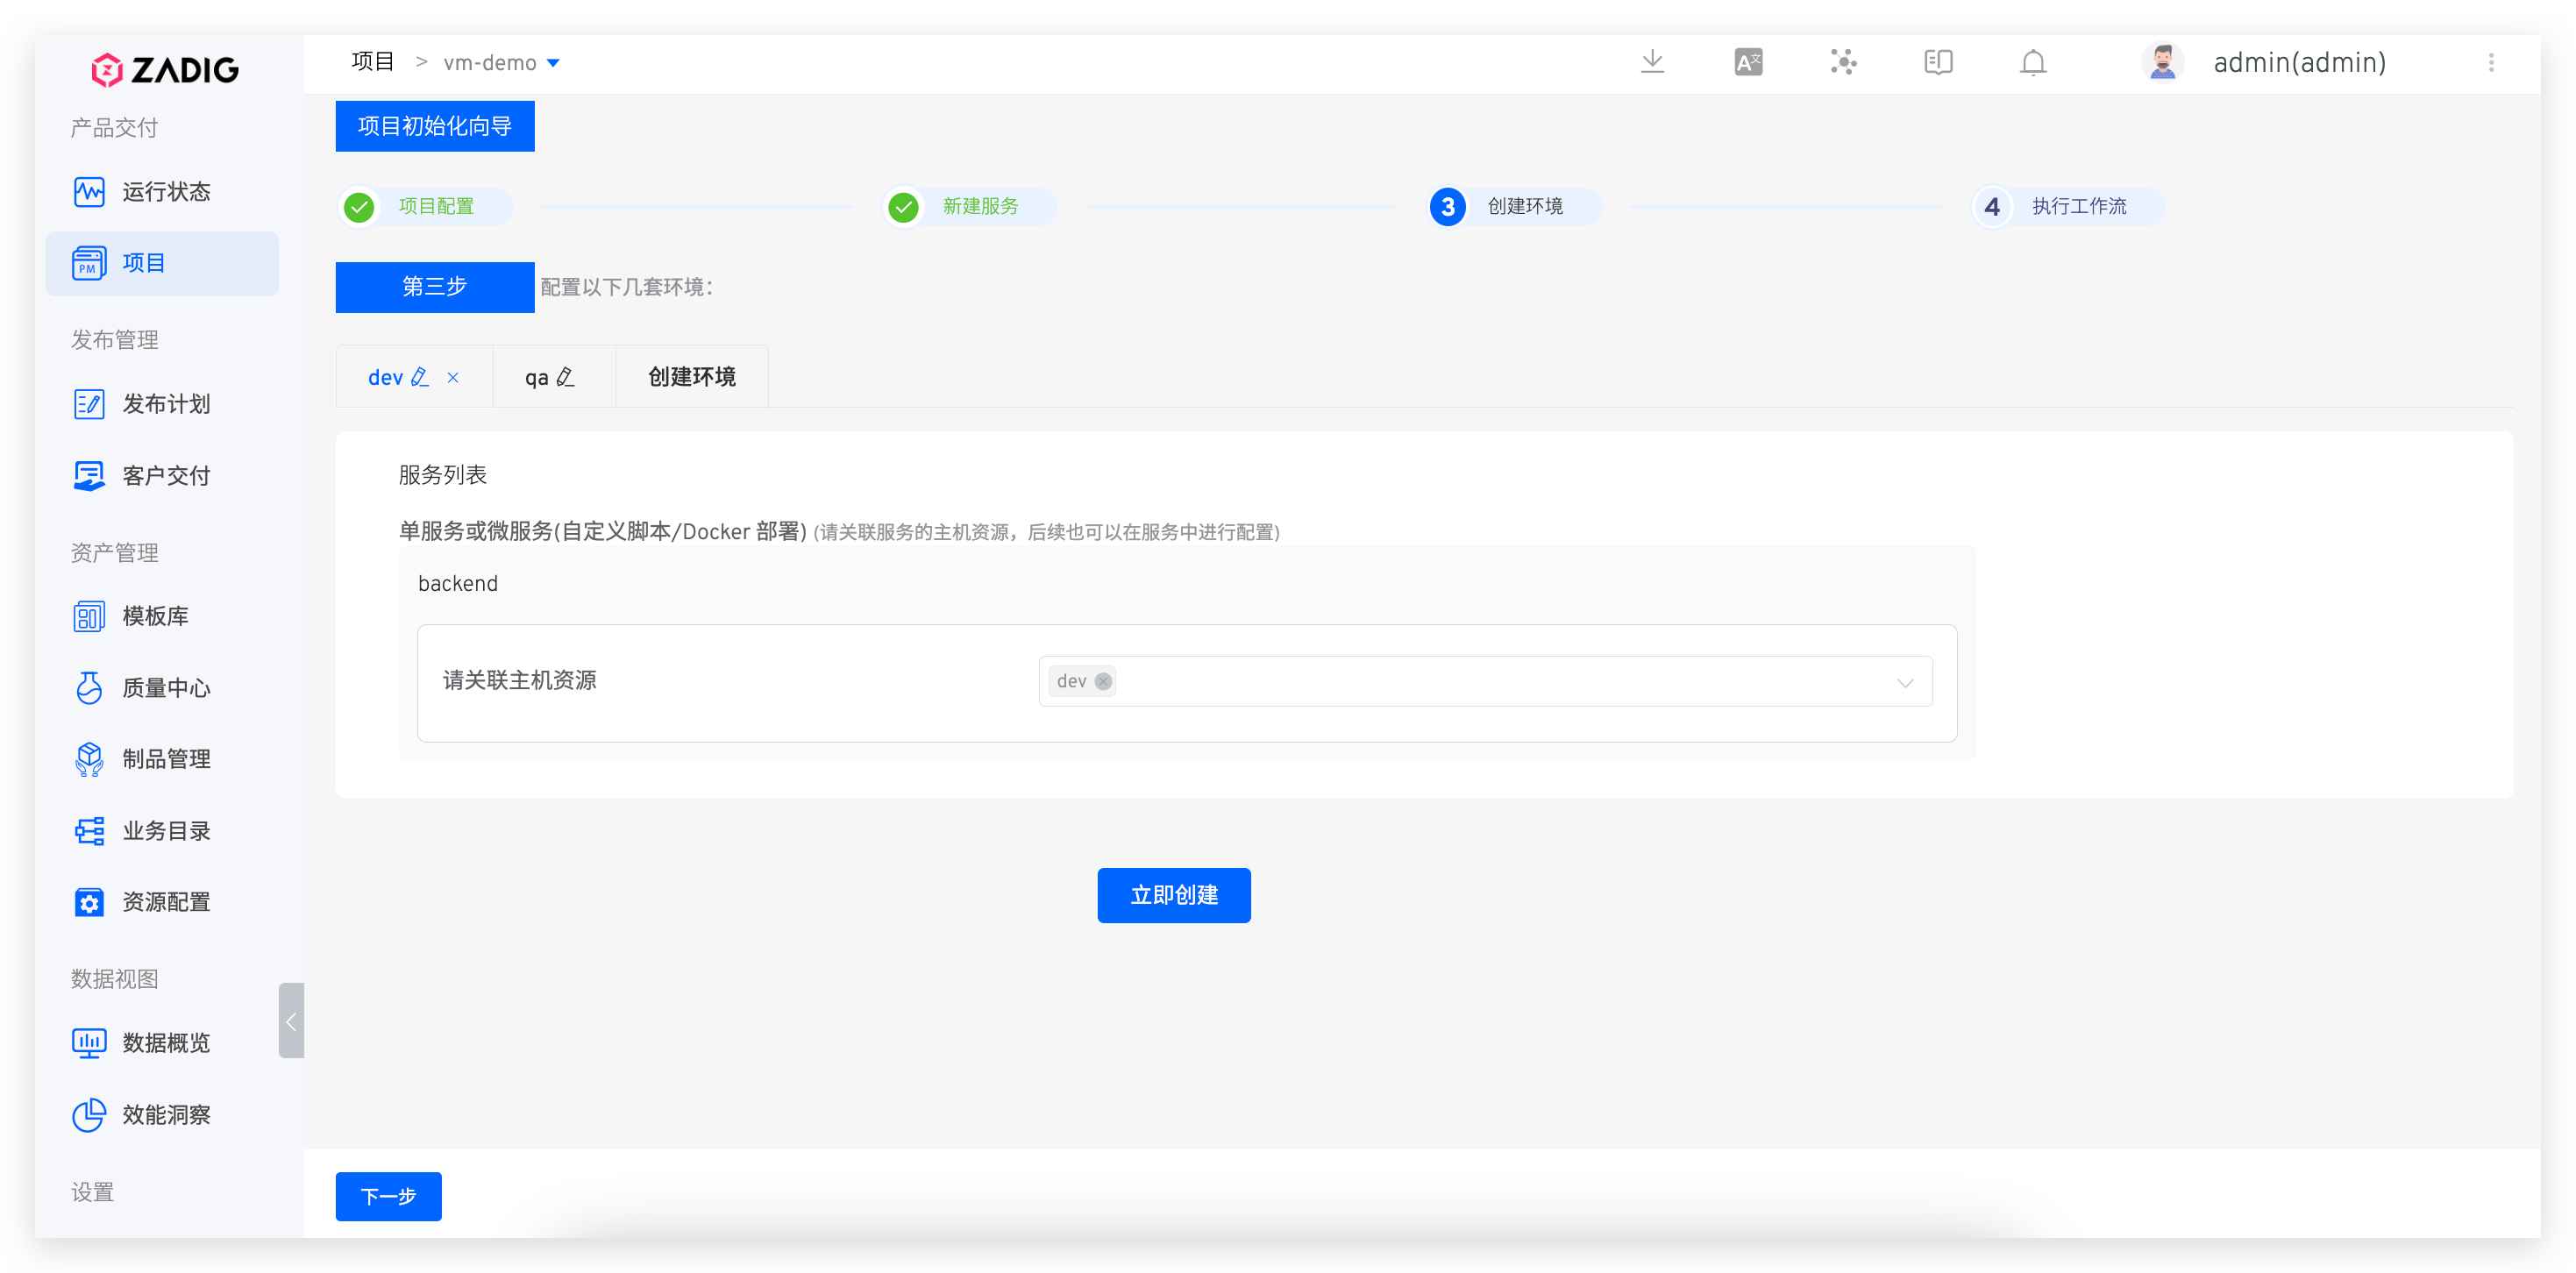 ZADIG
产品交付
运行状态
项目
发布管理
发布计划
客户交付
资产管理
模板库
质量中心
制品管理
业务目录
资源配置
数据视图
数据概览
效能洞察
设置
项目 > vm-demo
admin(admin)
项目初始化向导
项目配置
新建服务
3 创建环境
4 执行工作流
第三步 配置以下几套环境：
dev
qa
创建环境
服务列表
单服务或微服务(自定义脚本/Docker 部署) (请关联服务的主机资源，后续也可以在服务中进行配置)
backend
请关联主机资源 dev
立即创建
下一步